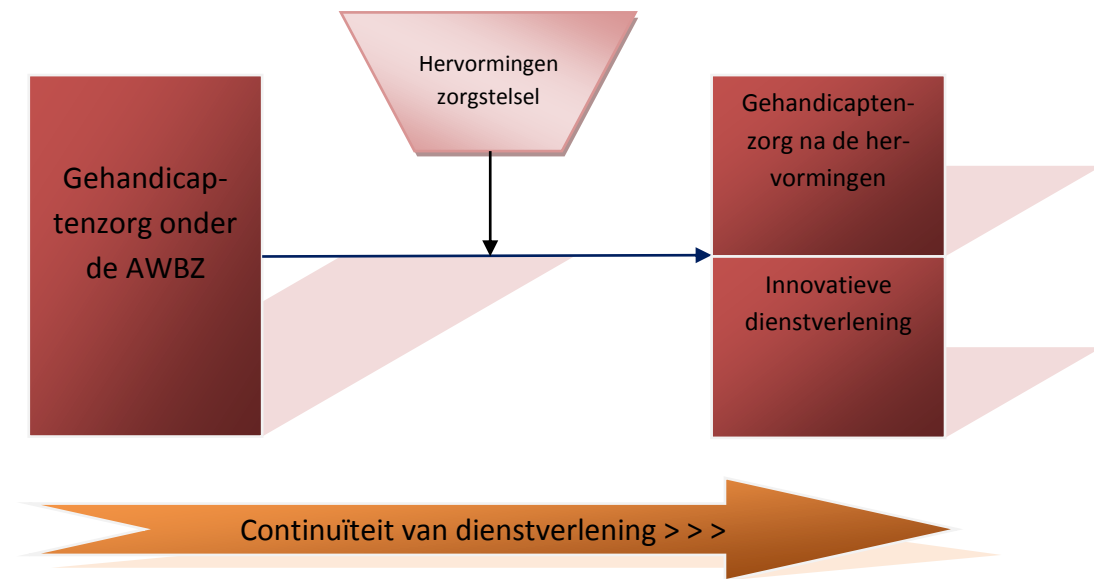 Hervormingen
zorgstelsel
Gehandicap-
tenzorg onder
de AWBZ
Gehandicapten-
zorg na de her-
vormingen
Innovatieve
dienstverlening
Continuïteit van dienstverlening > > >